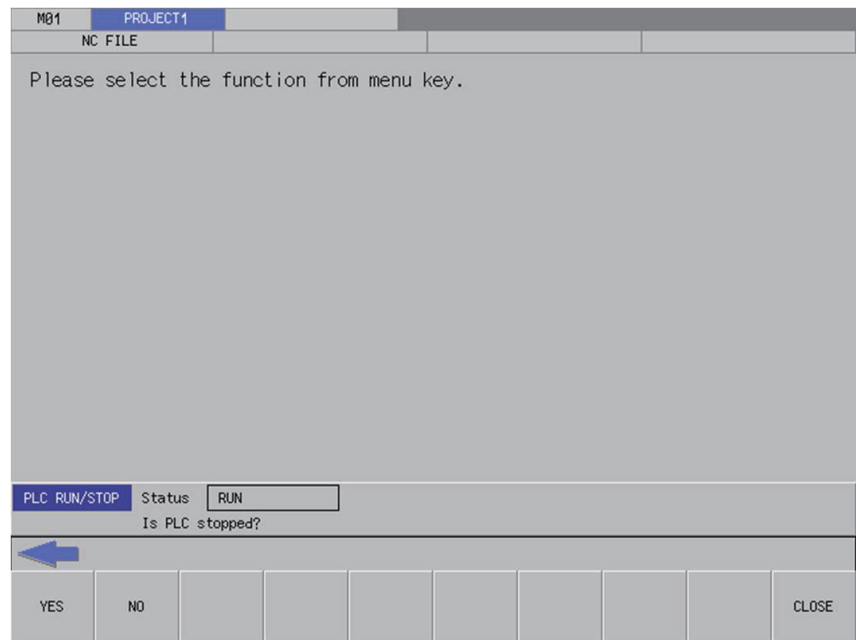 M01 PROJECT1
NC FILE
Please select the function from menu key.
PLC RUN/STOP Status RUN
Is PLC stopped?
YES NO CLOSE